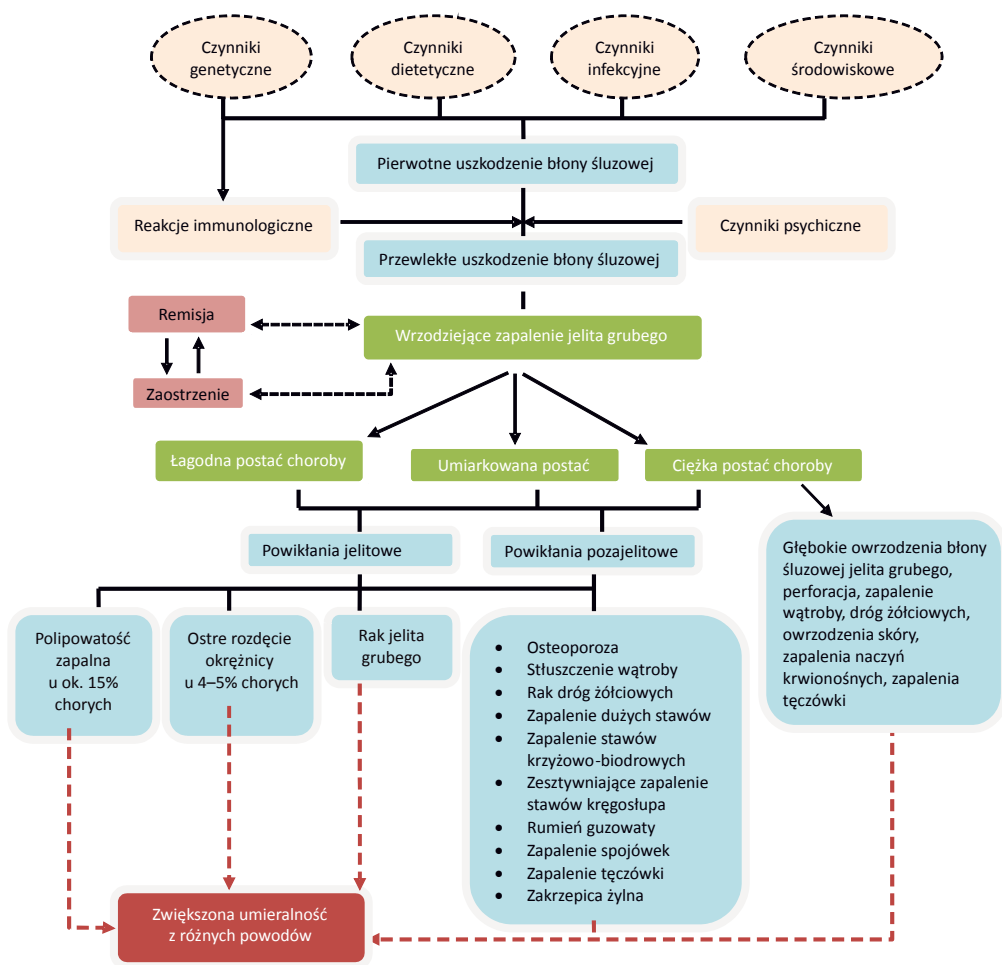 Czynniki
genetyczne
Czynniki
dietetyczne
Czynniki
infekcyjne
Czynniki
środowiskowe
Pierwotne uszkodzenie błony śluzowej
Reakcje immunologiczne
Czynniki psychiczne
Przewlekłe uszkodzenie błony śluzowej
Remisja
Wrzodziejące zapalenie jelita grubego
Zaostrzenie
Łagodna postać choroby
Umiarkowana postać
Ciężka postać choroby
Powikłania jelitowe
Powikłania pozajelitowe
Głębokie owrzodzenia błony
śluzowej jelita grubego,
perforacja, zapalenie
wątroby, dróg żółciowych,
owrzodzenia skóry,
zapalenia naczyń
krwionośnych, zapalenia
tęczówki
Polipowatość
zapalna
u ok. 15%
chorych
Ostre rozdęcie
okrężnicy
u 4–5% chorych
Rak jelita
grubego
• Osteoporoza
• Stłuszczenie wątroby
• Rak dróg żółciowych
• Zapalenie dużych stawów
• Zapalenie stawów
krzyżowo-biodrowych
• Zesztywniające zapalenie
stawów kręgosłupa
• Rumień guzowaty
• Zapalenie spojówek
• Zapalenie tęczówki
• Zakrzepica żylna
Zwiększona umieralność
z różnych powodów